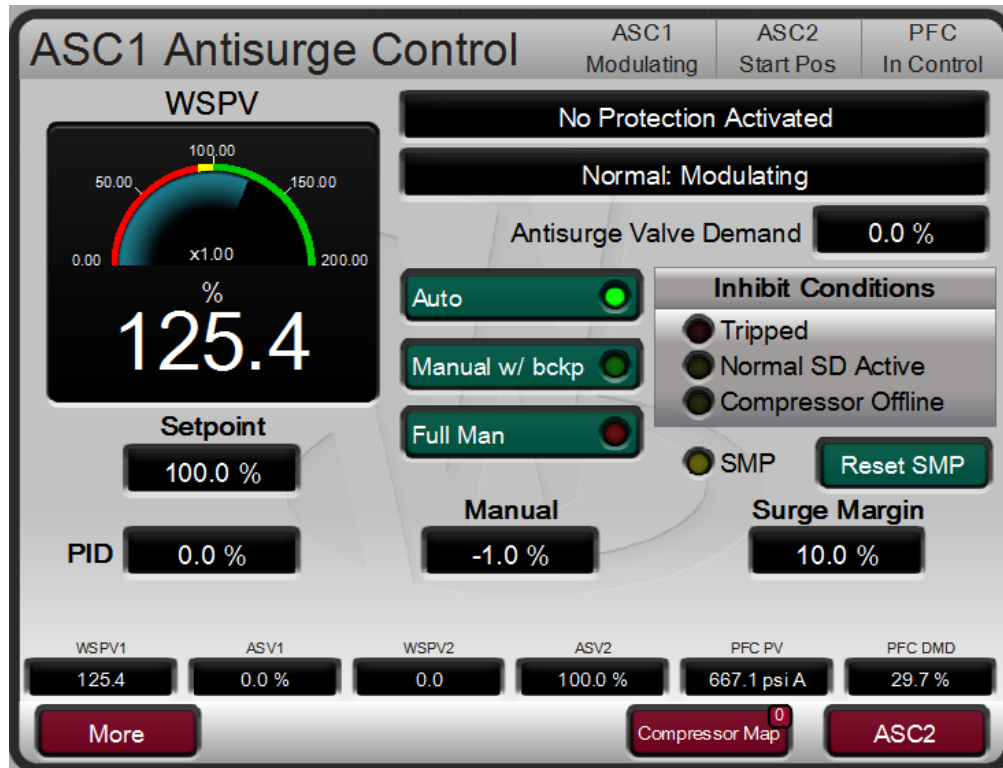 ASC1 Antisurge Control
ASC1
Modulating
ASC2
Start Pos
PFC
In Control
WSPV
0.00
50.00
100.00
150.00
200.00
x1.00
%
125.4
No Protection Activated
Normal: Modulating
Antisurge Valve Demand 0.0 %
Auto
Manual w/ bckp
Full Man
Inhibit Conditions
Tripped
Normal SD Active
Compressor Offline
SMP
Reset SMP
Setpoint
100.0 %
PID 0.0 %
Manual
-1.0 %
Surge Margin
10.0 %
WSPV1
125.4
ASV1
0.0 %
WSPV2
0.0
ASV2
100.0 %
PFC PV
667.1 psi A
PFC DMD
29.7 %
More
Compressor Map
0
ASC2